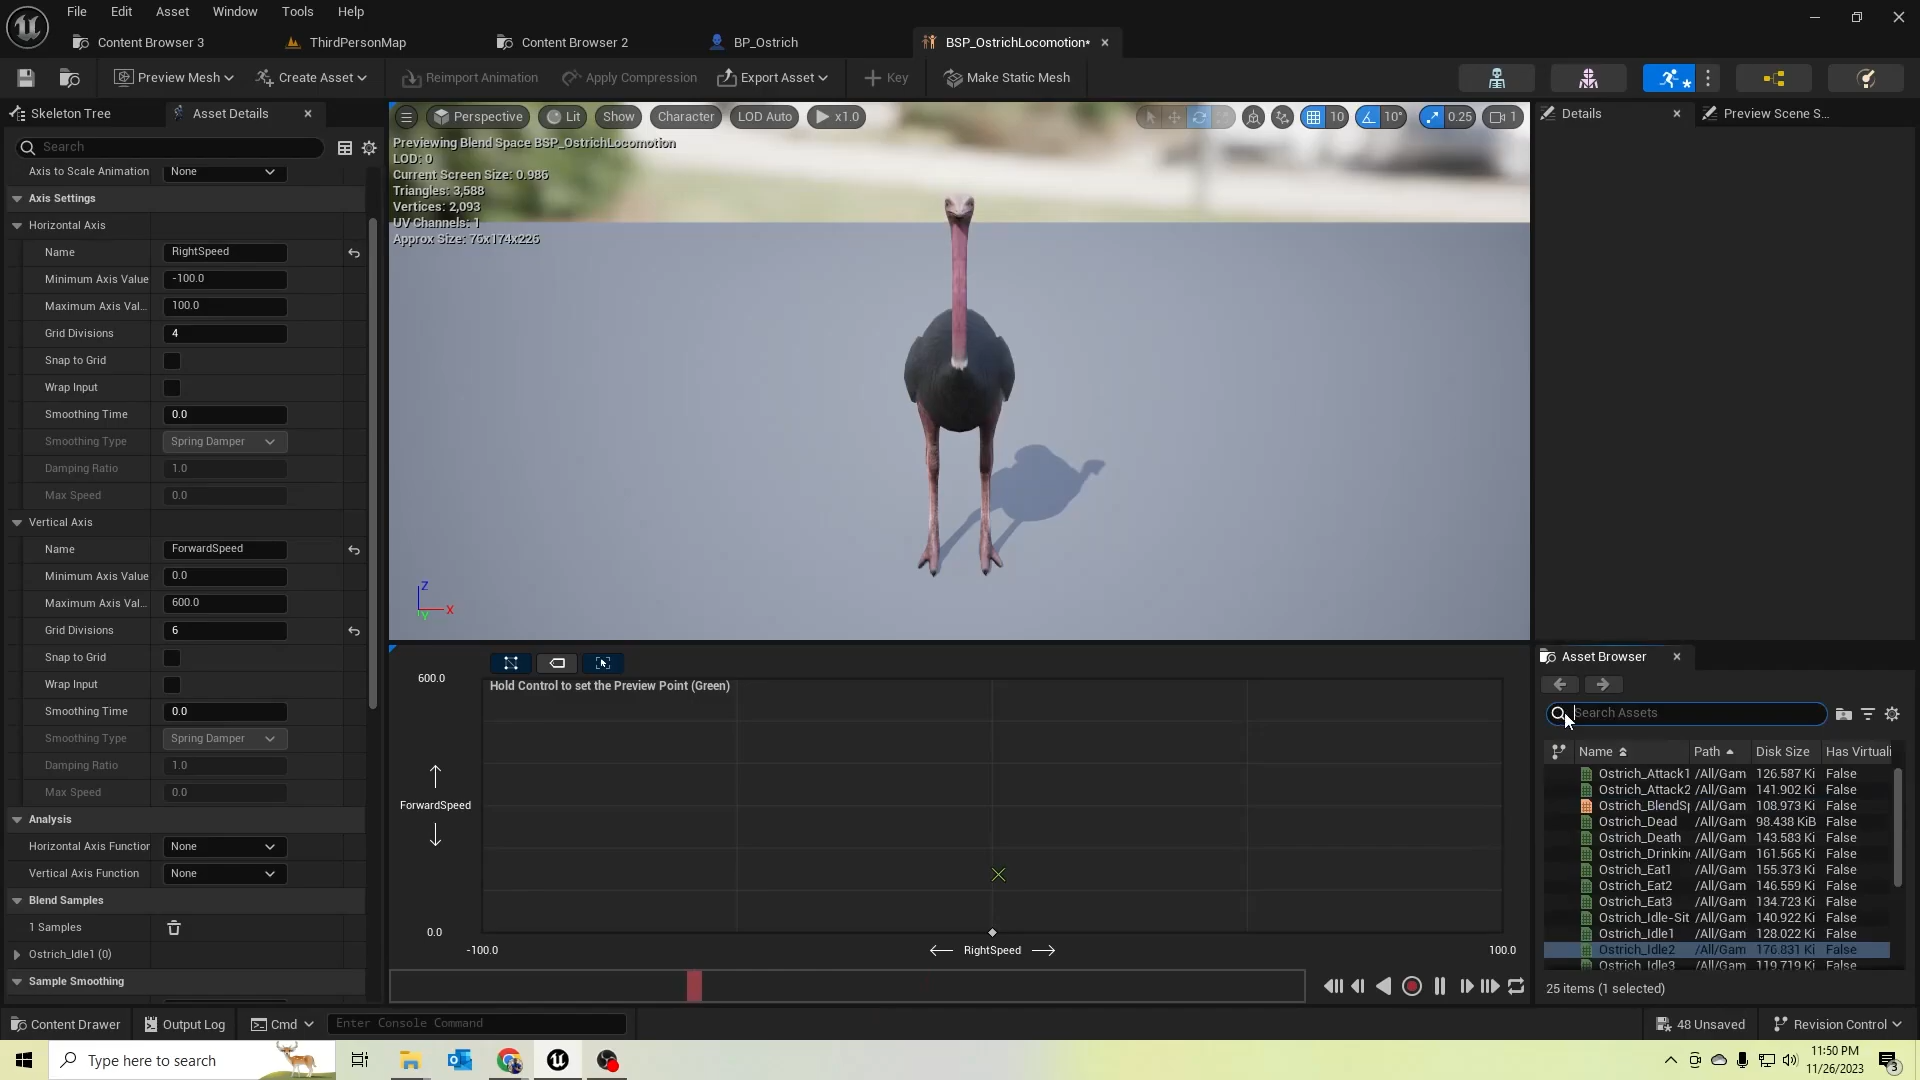 File Edit Asset Window Tools Help
Content Browser 3 ThirdPersonMap Content Browser 2 BP_Ostrich BSP_OstrichLocomotion*
Preview Mesh Create Asset Reimport Animation Apply Compression Export Asset Key Make Static Mesh
Skeleton Tree Asset Details
Search
Axis to Scale Animation None
Axis Settings
Horizontal Axis
Name RightSpeed
Minimum Axis Value -100.0
Maximum Axis Val... 100.0
Grid Divisions 4
Snap to Grid
Wrap Input
Smoothing Time 0.0
Smoothing Type Spring Damper
Damping Ratio 1.0
Max Speed 0.0
Vertical Axis
Name ForwardSpeed
Minimum Axis Value 0.0
Maximum Axis Val... 600.0
Grid Divisions 6
Snap to Grid
Wrap Input
Smoothing Time 0.0
Smoothing Type Spring Damper
Damping Ratio 1.0
Max Speed 0.0
Analysis
Horizontal Axis Function None
Vertical Axis Function None
Blend Samples
1 Samples
Ostrich_Idle1 (0)
Sample Smoothing
Perspective Lit Show Character LOD Auto x1.0 10 10° 0.25 1
Previewing Blend Space BSP_OstrichLocomotion
LOD: 0
Current Screen Size: 0.986
Triangles: 3,588
Vertices: 2,093
UV Channels: 1
Approx Size: 76x174x226
Z
X
Y
600.0
Hold Control to set the Preview Point (Green)
ForwardSpeed
0.0
-100.0 RightSpeed 100.0
Details Preview Scene S...
Asset Browser
Search Assets
Name Path Disk Size Has Virtuali
Ostrich_Attack1 /All/Gam 126.587 Ki False
Ostrich_Attack2 /All/Gam 141.902 Ki False
Ostrich_BlendSp /All/Gam 108.973 Ki False
Ostrich_Dead /All/Gam 98.438 KiB False
Ostrich_Death /All/Gam 143.583 Ki False
Ostrich_Drinking /All/Gam 161.565 Ki False
Ostrich_Eat1 /All/Gam 155.373 Ki False
Ostrich_Eat2 /All/Gam 146.559 Ki False
Ostrich_Eat3 /All/Gam 134.723 Ki False
Ostrich_Idle-Sit /All/Gam 140.922 Ki False
Ostrich_Idle1 /All/Gam 128.022 Ki False
Ostrich_Idle2 /All/Gam 176.831 Ki False
Ostrich_Idle3 /All/Gam 119.719 Ki False
25 items (1 selected)
Content Drawer Output Log Cmd Enter Console Command 48 Unsaved Revision Control
Type here to search
11:50 PM
11/26/2023
3